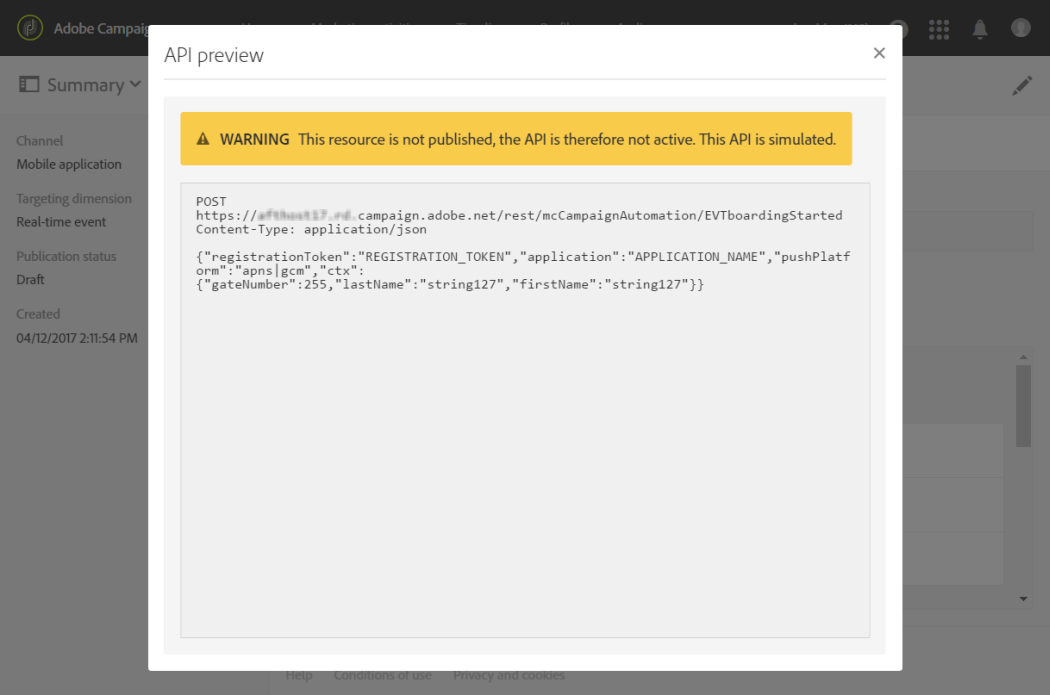 Adobe Campaig
API preview
Summary
WARNING This resource is not published, the API is therefore not active. This API is simulated.
Channel
Mobile application
Targeting dimension
Real-time event
Publication status
Draft
Created
04/12/2017 2:11:54 PM
POST
https:// .campaign.adobe.net/rest/mcCampaignAutomation/EVTboardingStarted
Content-Type: application/json
{"registrationToken":"REGISTRATION_TOKEN","application":"APPLICATION_NAME","pushPlatf
orm":"apns|gcm","ctx":
{"gateNumber":255,"lastName":"string127","firstName":"string127"}}
Help Conditions of use Privacy and cookies